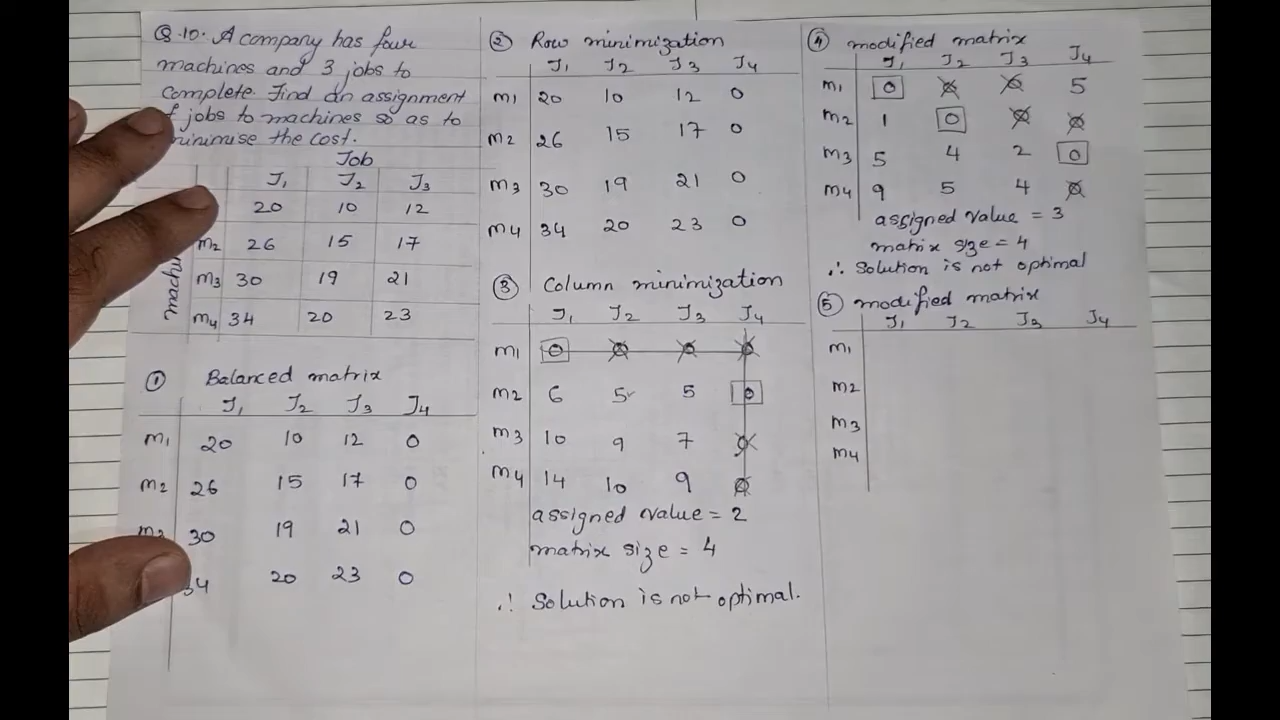 Q.10. A company has four
machines and 3 jobs to
complete. Find an assignment
jobs to machines so as to
the cost.
Job
J1 J2 J3
20 10 12
M2 26 15 17
M3 30 19 21
M4 34 20 23
① Balanced matrix
J1 J2 J3 J4
M1 20 10 12 0
M2 26 15 17 0
30 19 21 0
20 23 0
② Row minimization
J1 J2 J3 J4
M1 20 10 12 0
M2 26 15 17 0
M3 30 19 21 0
M4 34 20 23 0
③ Column minimization
J1 J2 J3 J4
M1 0 0 0 0
M2 6 5 5 0
M3 10 9 7 0
M4 14 10 9 0
assigned value = 2
matrix size = 4
∴ Solution is not optimal.
④ modified matrix
J1 J2 J3 J4
M1 0 0 0 5
M2 1 0 0 0
M3 5 4 2 0
M4 9 5 4 0
assigned value = 3
matrix size = 4
∴ Solution is not optimal
⑤ modified matrix
J1 J2 J3 J4
M1
M2
M3
M4